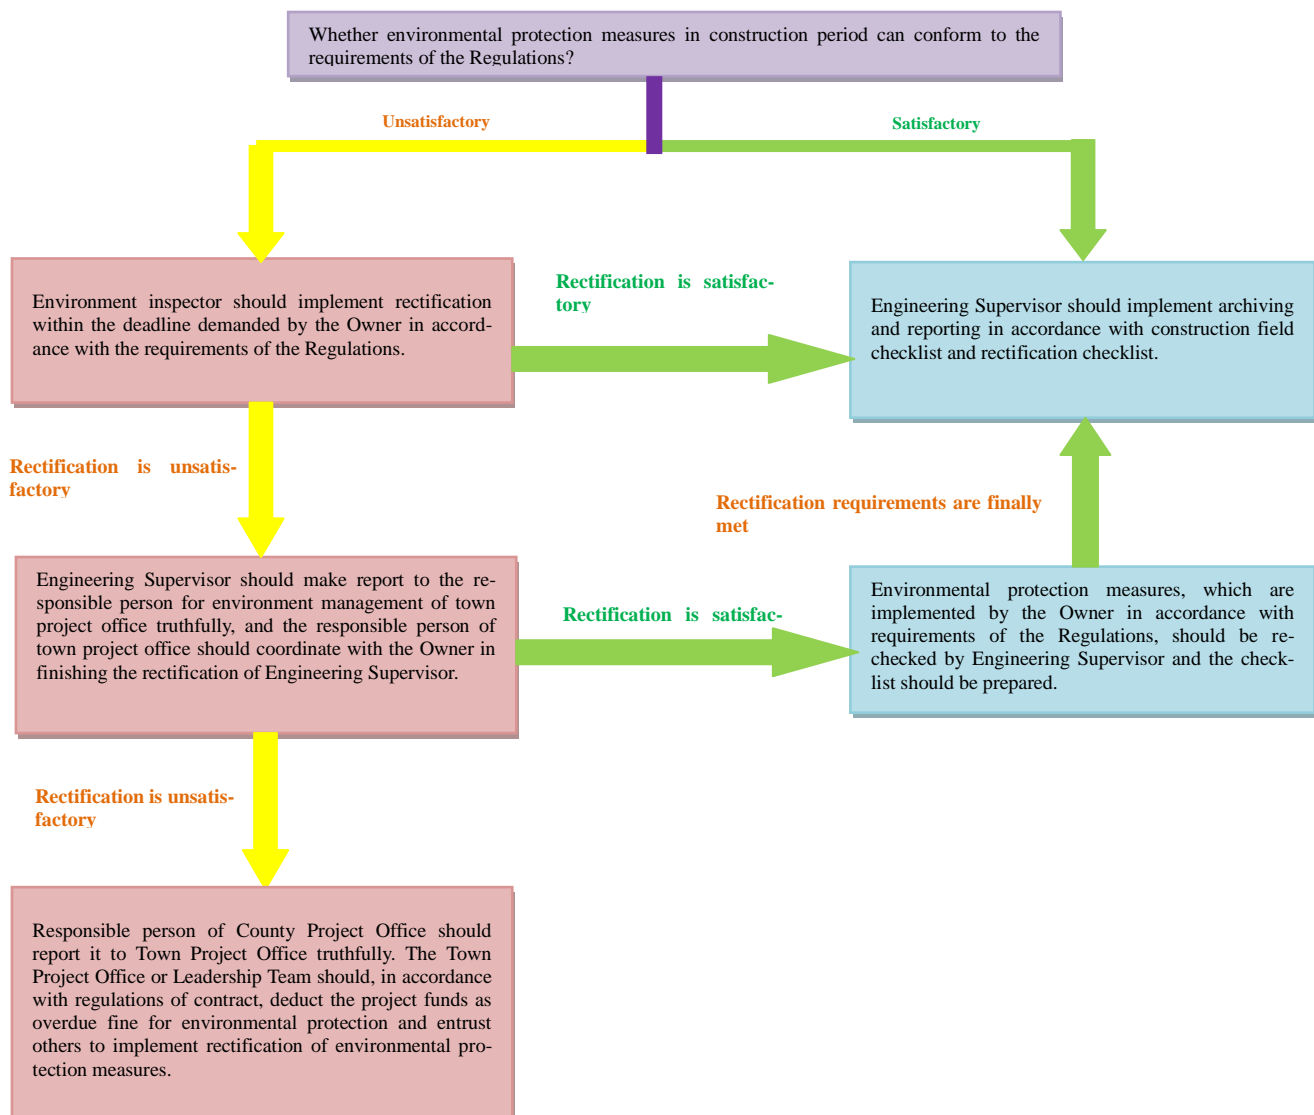 Whether environmental protection measures in construction period can conform to the
requirements of the Regulations?
Unsatisfactory
Satisfactory
Environment inspector should implement rectification
within the deadline demanded by the Owner in accord-
ance with the requirements of the Regulations.
Rectification is satisfac-
tory
Engineering Supervisor should implement archiving
and reporting in accordance with construction field
checklist and rectification checklist.
Rectification is unsatis-
factory
Rectification requirements are finally
met
Engineering Supervisor should make report to the re-
sponsible person for environment management of town
project office truthfully, and the responsible person of
town project office should coordinate with the Owner in
finishing the rectification of Engineering Supervisor.
Rectification is satisfac-
Environmental protection measures, which are
implemented by the Owner in accordance with
requirements of the Regulations, should be re-
checked by Engineering Supervisor and the check-
list should be prepared.
Rectification is unsatis-
factory
Responsible person of County Project Office should
report it to Town Project Office truthfully. The Town
Project Office or Leadership Team should, in accordance
with regulations of contract, deduct the project funds as
overdue fine for environmental protection and entrust
others to implement rectification of environmental pro-
tection measures.